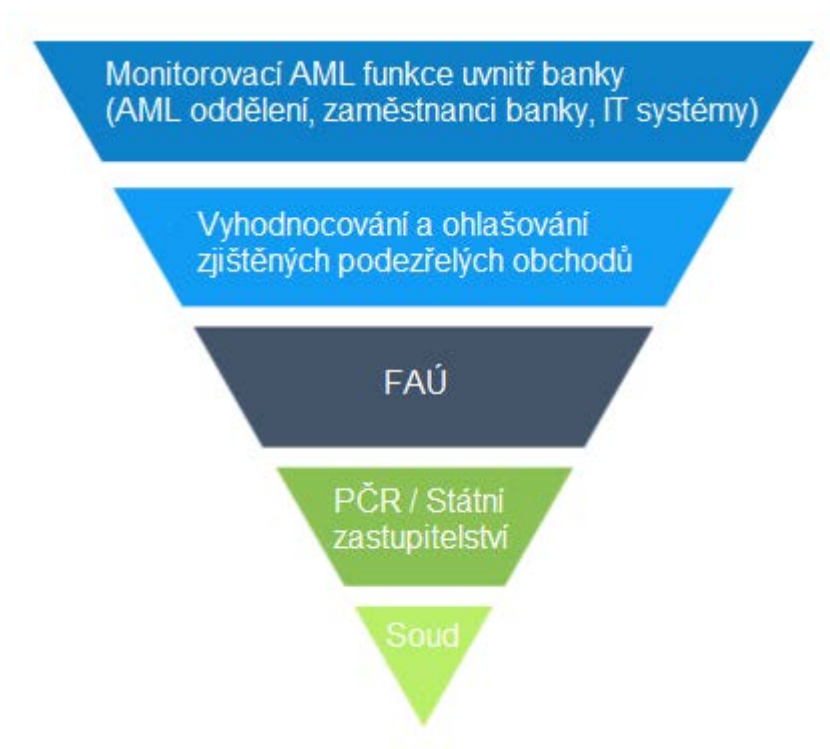 Monitorovací AML funkce uvnitř banky
(AML oddělení, zaměstnanci banky, IT systémy)
Vyhodnocování a ohlašování
zjištěných podezřelých obchodů
FAÚ
PČR / Státní
zastupitelství
Soud